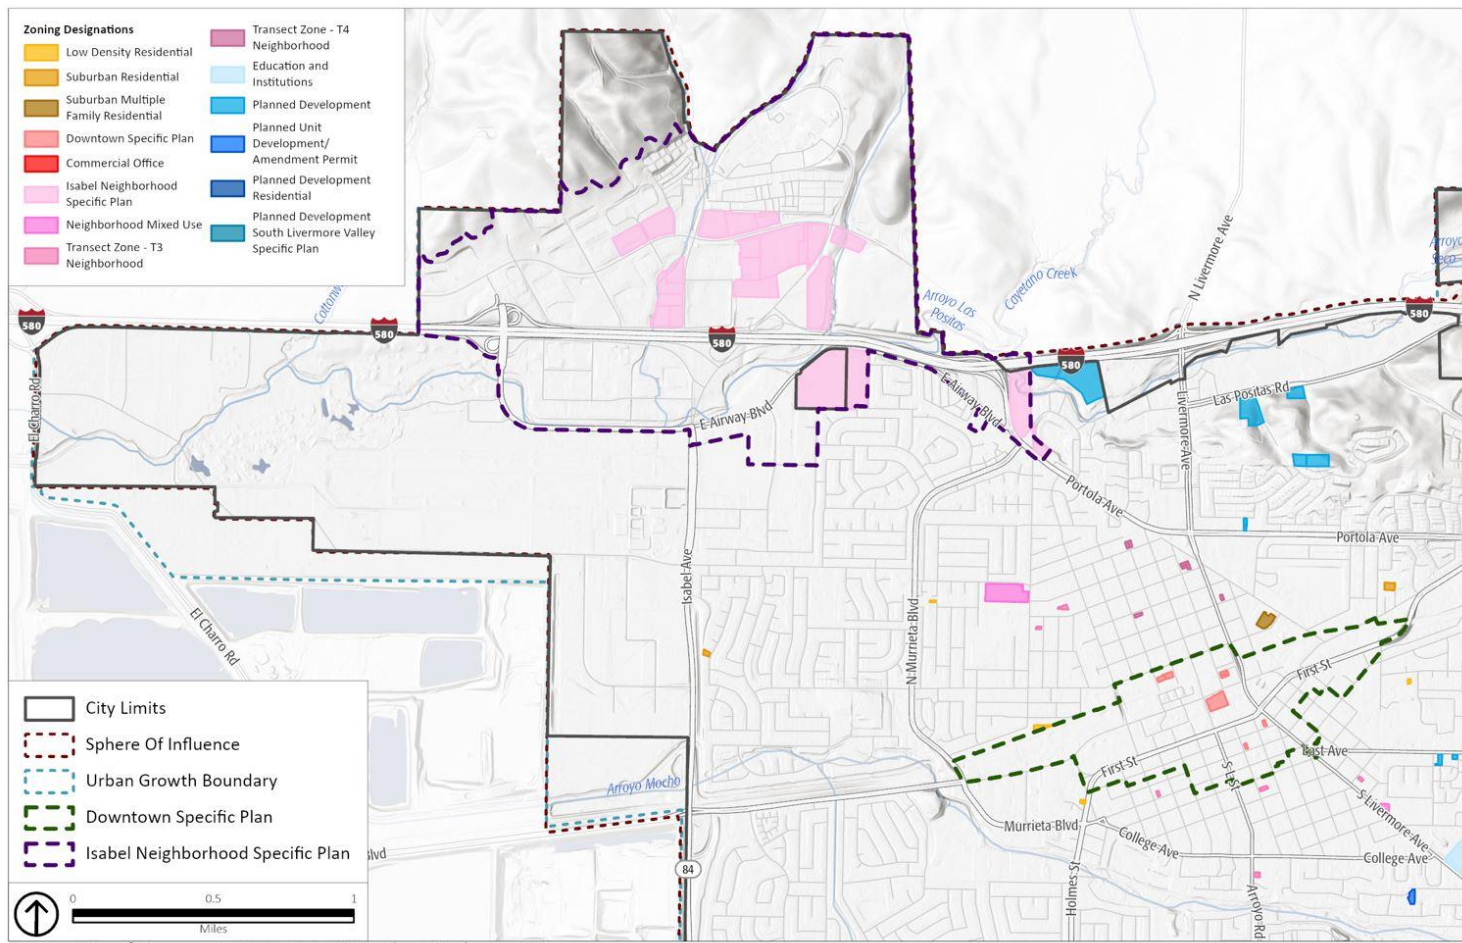 Zoning Designations
Low Density Residential
Suburban Residential
Suburban Multiple
Family Residential
Downtown Specific Plan
Commercial Office
Isabel Neighborhood
Specific Plan
Neighborhood Mixed Use
Transect Zone - T3
Neighborhood
Transect Zone - T4
Neighborhood
Education and
Institutions
Planned Development
Planned Unit
Development/
Amendment Permit
Planned Development
Residential
Planned Development
South Livermore Valley
Specific Plan
Cottonw
580
580
580
580
580
Arroyo Las
Positas
Cayetano Creek
N Livermore Ave
Arroyo
Seco
El Charro Rd
E Airway Blvd
E Airway Blvd
Las Positas Rd
Livermore Ave
Portola Ave
Portola Ave
Isabel Ave
N Murrieta Blvd
El Charro Rd
First St
First St
East Ave
S L St
S Livermore Ave
Arroyo Mocho
Murrieta Blvd
College Ave
College Ave
Holmes St
Arroyo Rd
84
lvd
City Limits
Sphere Of Influence
Urban Growth Boundary
Downtown Specific Plan
Isabel Neighborhood Specific Plan
0 0.5 1
Miles